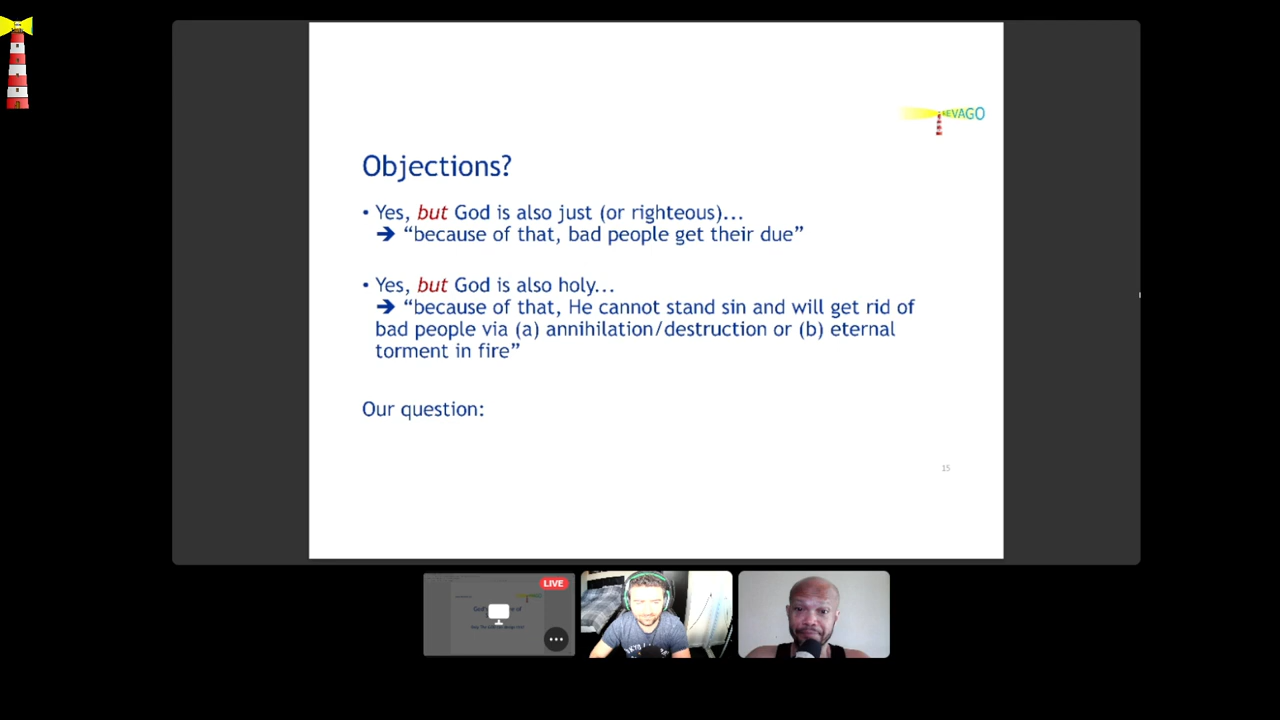 EVAGO
Objections?
• Yes, but God is also just (or righteous)...
➔ “because of that, bad people get their due”
• Yes, but God is also holy...
➔ “because of that, He cannot stand sin and will get rid of
bad people via (a) annihilation/destruction or (b) eternal
torment in fire”
Our question:
15
LIVE